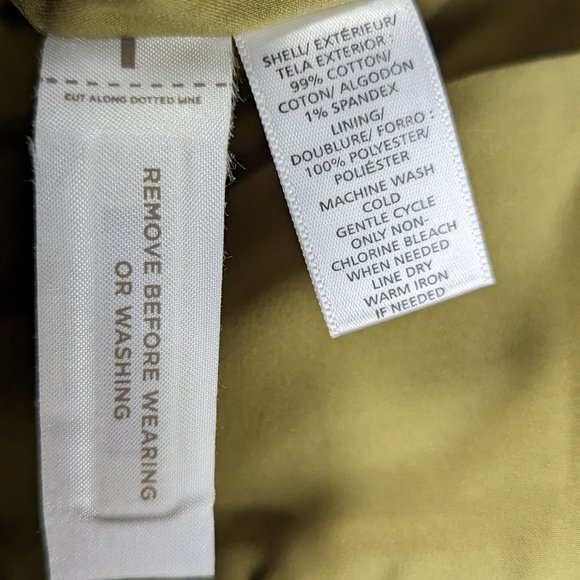 CUT ALONG DOTTED LINE
REMOVE BEFORE WEARING
OR WASHING
SHELL/ EXTÉRIEUR/
TELA EXTERIOR :
99% COTTON/
COTON/ ALGODÓN
1% SPANDEX
LINING/
DOUBLURE/ FORRO :
100% POLYESTER/
POLIÉSTER
MACHINE WASH
COLD
GENTLE CYCLE
ONLY NON-
CHLORINE BLEACH
WHEN NEEDED
LINE DRY
WARM IRON
IF NEEDED